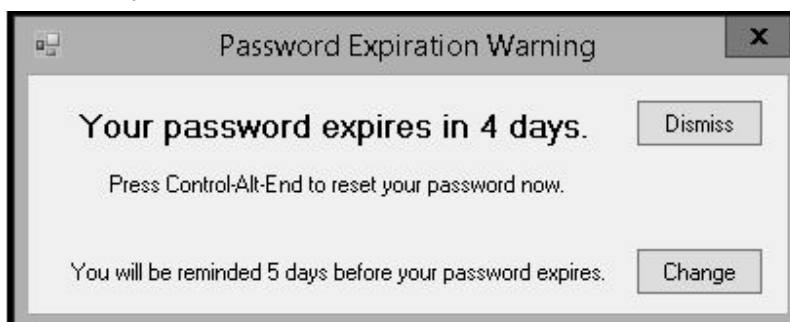 Password Expiration Warning
x
Your password expires in 4 days.
Dismiss
Press Control-Alt-End to reset your password now.
You will be reminded 5 days before your password expires.
Change